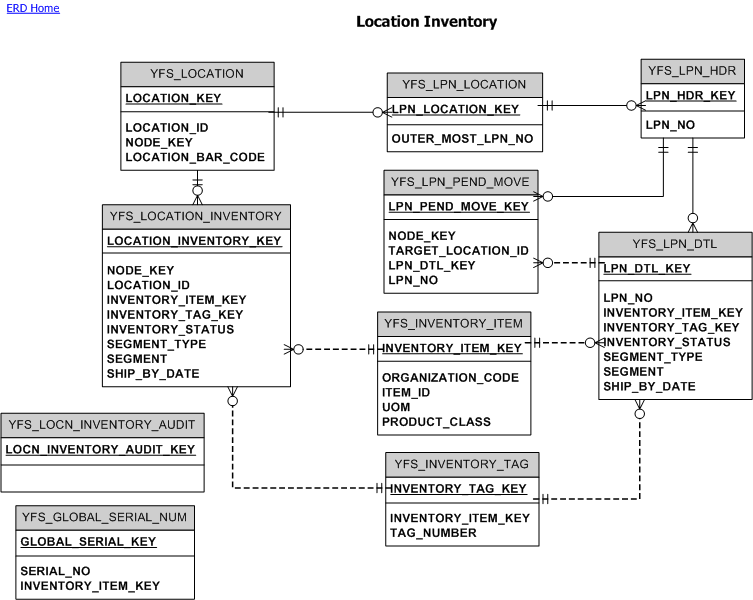 ERD Home
Location Inventory
YFS_LOCATION
LOCATION_KEY
LOCATION_ID
NODE_KEY
LOCATION_BAR_CODE
YFS_LPN_LOCATION
LPN_LOCATION_KEY
OUTER_MOST_LPN_NO
YFS_LPN_HDR
LPN_HDR_KEY
LPN_NO
YFS_LPN_PEND_MOVE
LPN_PEND_MOVE_KEY
NODE_KEY
TARGET_LOCATION_ID
LPN_DTL_KEY
LPN_NO
YFS_LOCATION_INVENTORY
LOCATION_INVENTORY_KEY
NODE_KEY
LOCATION_ID
INVENTORY_ITEM_KEY
INVENTORY_TAG_KEY
INVENTORY_STATUS
SEGMENT_TYPE
SEGMENT
SHIP_BY_DATE
YFS_LPN_DTL
LPN_DTL_KEY
LPN_NO
INVENTORY_ITEM_KEY
INVENTORY_TAG_KEY
INVENTORY_STATUS
SEGMENT_TYPE
SEGMENT
SHIP_BY_DATE
YFS_INVENTORY_ITEM
INVENTORY_ITEM_KEY
ORGANIZATION_CODE
ITEM_ID
UOM
PRODUCT_CLASS
YFS_LOCN_INVENTORY_AUDIT
LOCN_INVENTORY_AUDIT_KEY
YFS_INVENTORY_TAG
INVENTORY_TAG_KEY
INVENTORY_ITEM_KEY
TAG_NUMBER
YFS_GLOBAL_SERIAL_NUM
GLOBAL_SERIAL_KEY
SERIAL_NO
INVENTORY_ITEM_KEY